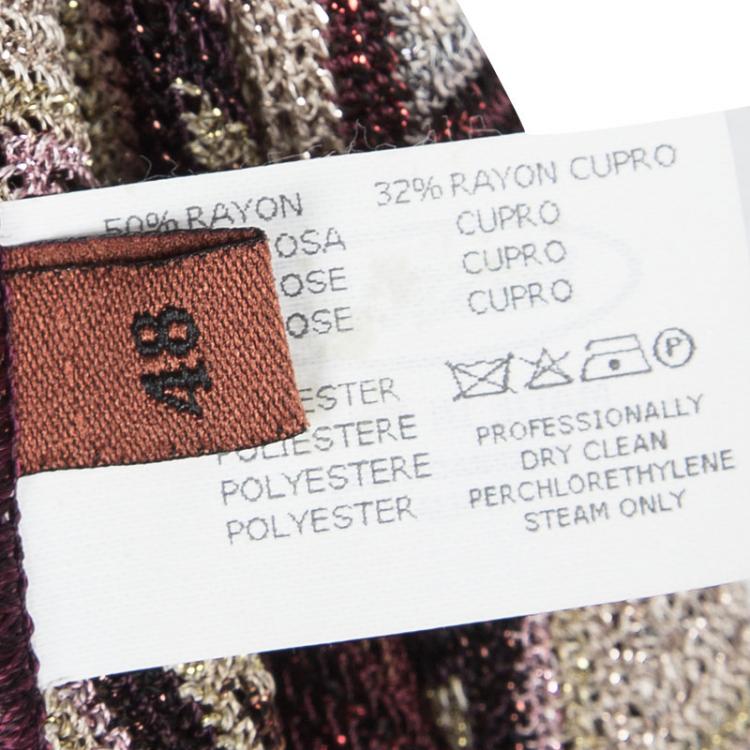 50% RAYON
OSA
OSE
OSE
32% RAYON CUPRO
CUPRO
CUPRO
CUPRO
48
ESTER
POLIESTERE
POLYESTERE
POLYESTER
P
PROFESSIONALLY
DRY CLEAN
PERCHLORETHYLENE
STEAM ONLY